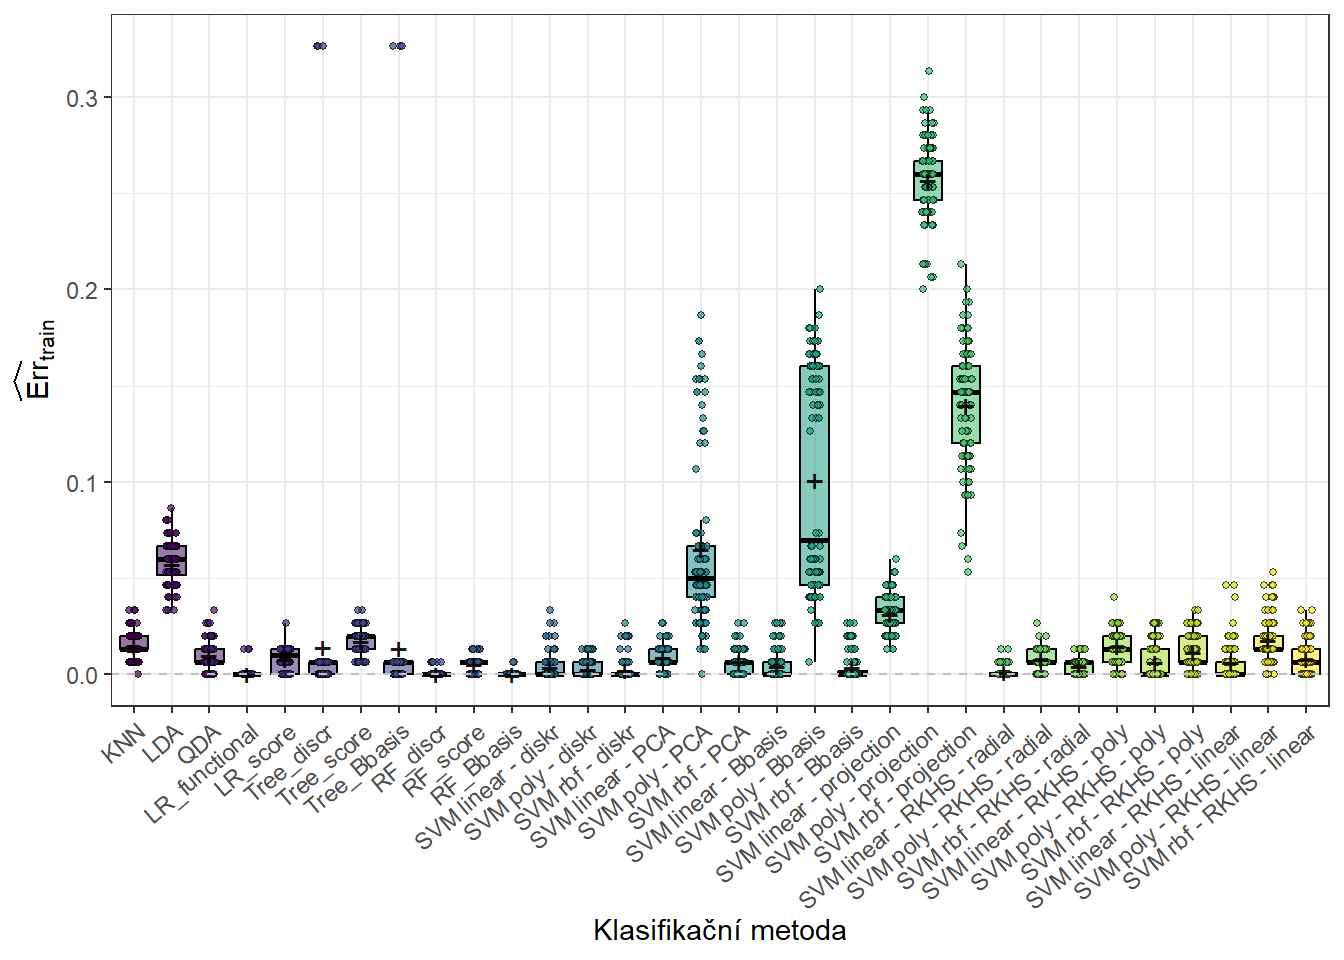 0.3
0.2
0.1
0.0
Err train
KNN
LDA
QDA
LR_functional
LR_score
Tree_discr
Tree_score
Tree_Bbasis
RF_discr
RF_score
RF_Bbasis
SVM linear - diskr
SVM poly - diskr
SVM rbf - diskr
SVM linear - PCA
SVM poly - PCA
SVM rbf - PCA
SVM linear - Bbasis
SVM poly - Bbasis
SVM rbf - Bbasis
SVM linear - projection
SVM poly - projection
SVM rbf - projection
SVM linear - RKHS - radial
SVM poly - RKHS - radial
SVM rbf - RKHS - radial
SVM linear - RKHS - poly
SVM poly - RKHS - poly
SVM rbf - RKHS - poly
SVM linear - RKHS - linear
SVM poly - RKHS - linear
SVM rbf - RKHS - linear
Klasifikační metoda